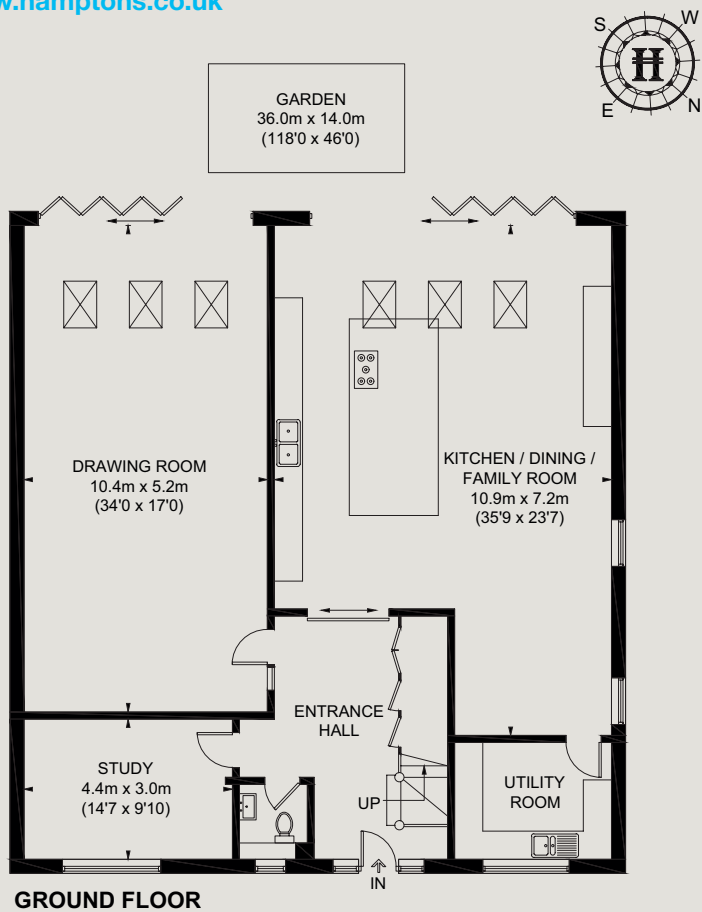 w.hamptons.co.uk
S
W
H
E
N
GARDEN
36.0m x 14.0m
(118'0 x 46'0)
DRAWING ROOM
10.4m x 5.2m
(34'0 x 17'0)
KITCHEN / DINING /
FAMILY ROOM
10.9m x 7.2m
(35'9 x 23'7)
ENTRANCE
HALL
STUDY
4.4m x 3.0m
(14'7 x 9'10)
UP
UTILITY
ROOM
IN
GROUND FLOOR